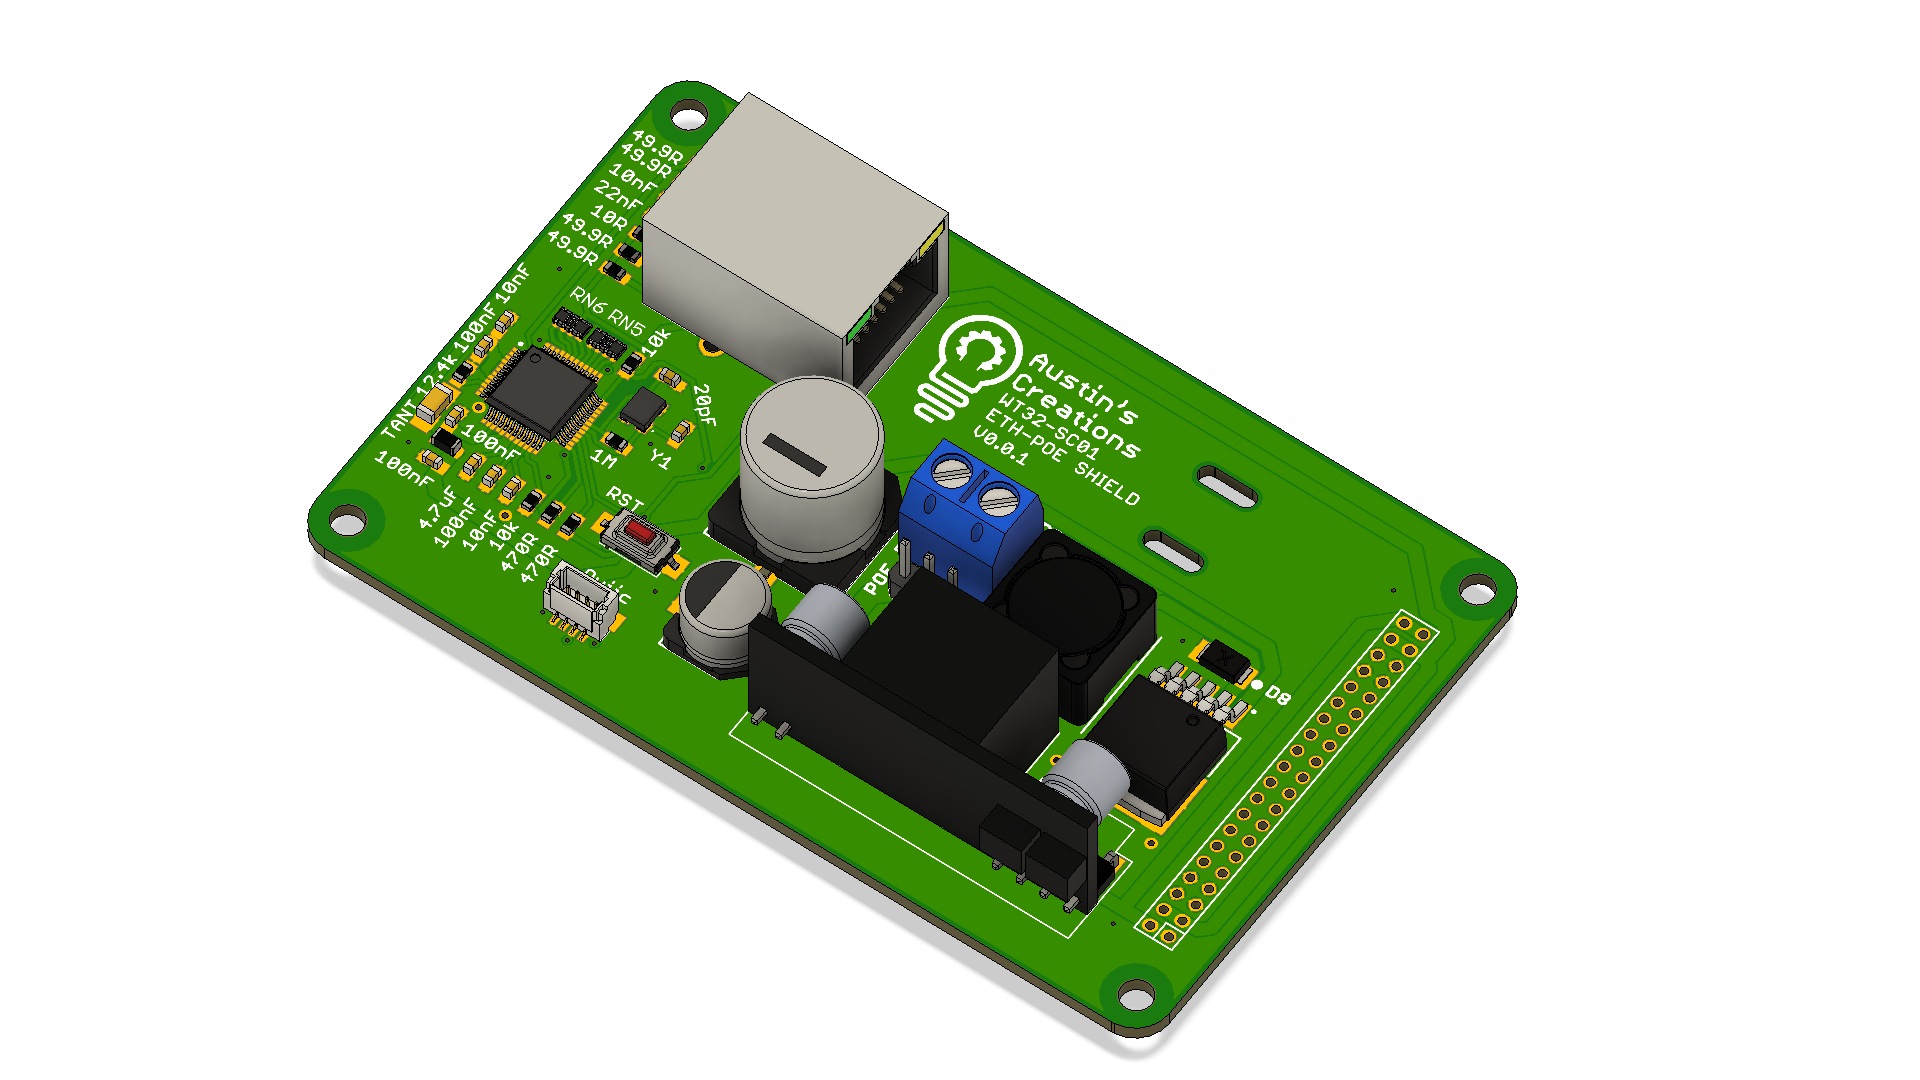 49.9R
49.9R
10nF
22nF
10R
49.9R
49.9R
10nF
100nF
12.4k
TANT
RN6
RN5
10k
20pF
100nF
1M
Y1
100nF
4.7uF
100nF
10nF
10k
470R
470R
RST
POE
Austin's
Creations
WT32-SC01
ETH-POE SHIELD
V0.0.1
D8